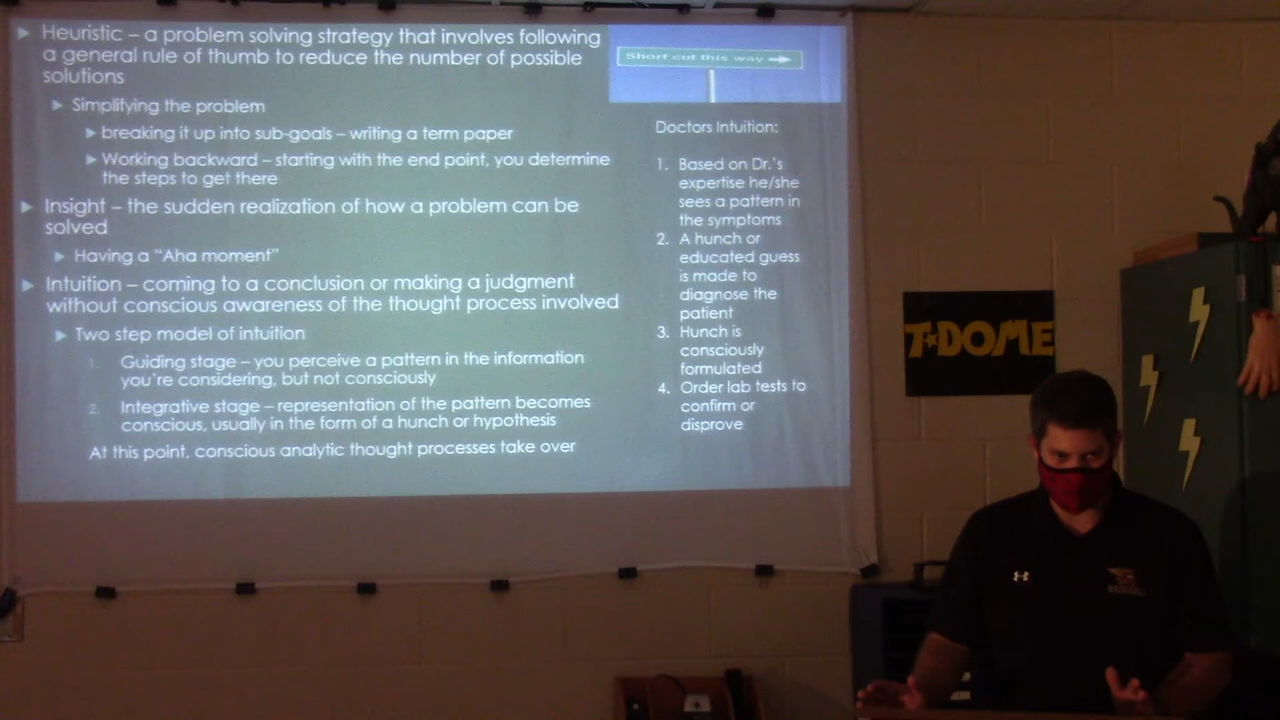 Heuristic – a problem solving strategy that involves following
a general rule of thumb to reduce the number of possible
solutions
Simplifying the problem
breaking it up into sub-goals – writing a term paper
Working backward – starting with the end point, you determine
the steps to get there
Insight – the sudden realization of how a problem can be
solved
Having a “Aha moment”
Intuition – coming to a conclusion or making a judgment
without conscious awareness of the thought process involved
Two step model of intuition
1. Guiding stage – you perceive a pattern in the information
you're considering, but not consciously
2. Integrative stage – representation of the pattern becomes
conscious, usually in the form of a hunch or hypothesis
At this point, conscious analytic thought processes take over
Short cut this way
Doctors Intuition:
1. Based on Dr.'s
expertise he/she
sees a pattern in
the symptoms
2. A hunch or
educated guess
is made to
diagnose the
patient
3. Hunch is
consciously
formulated
4. Order lab tests to
confirm or
disprove
T★DOME